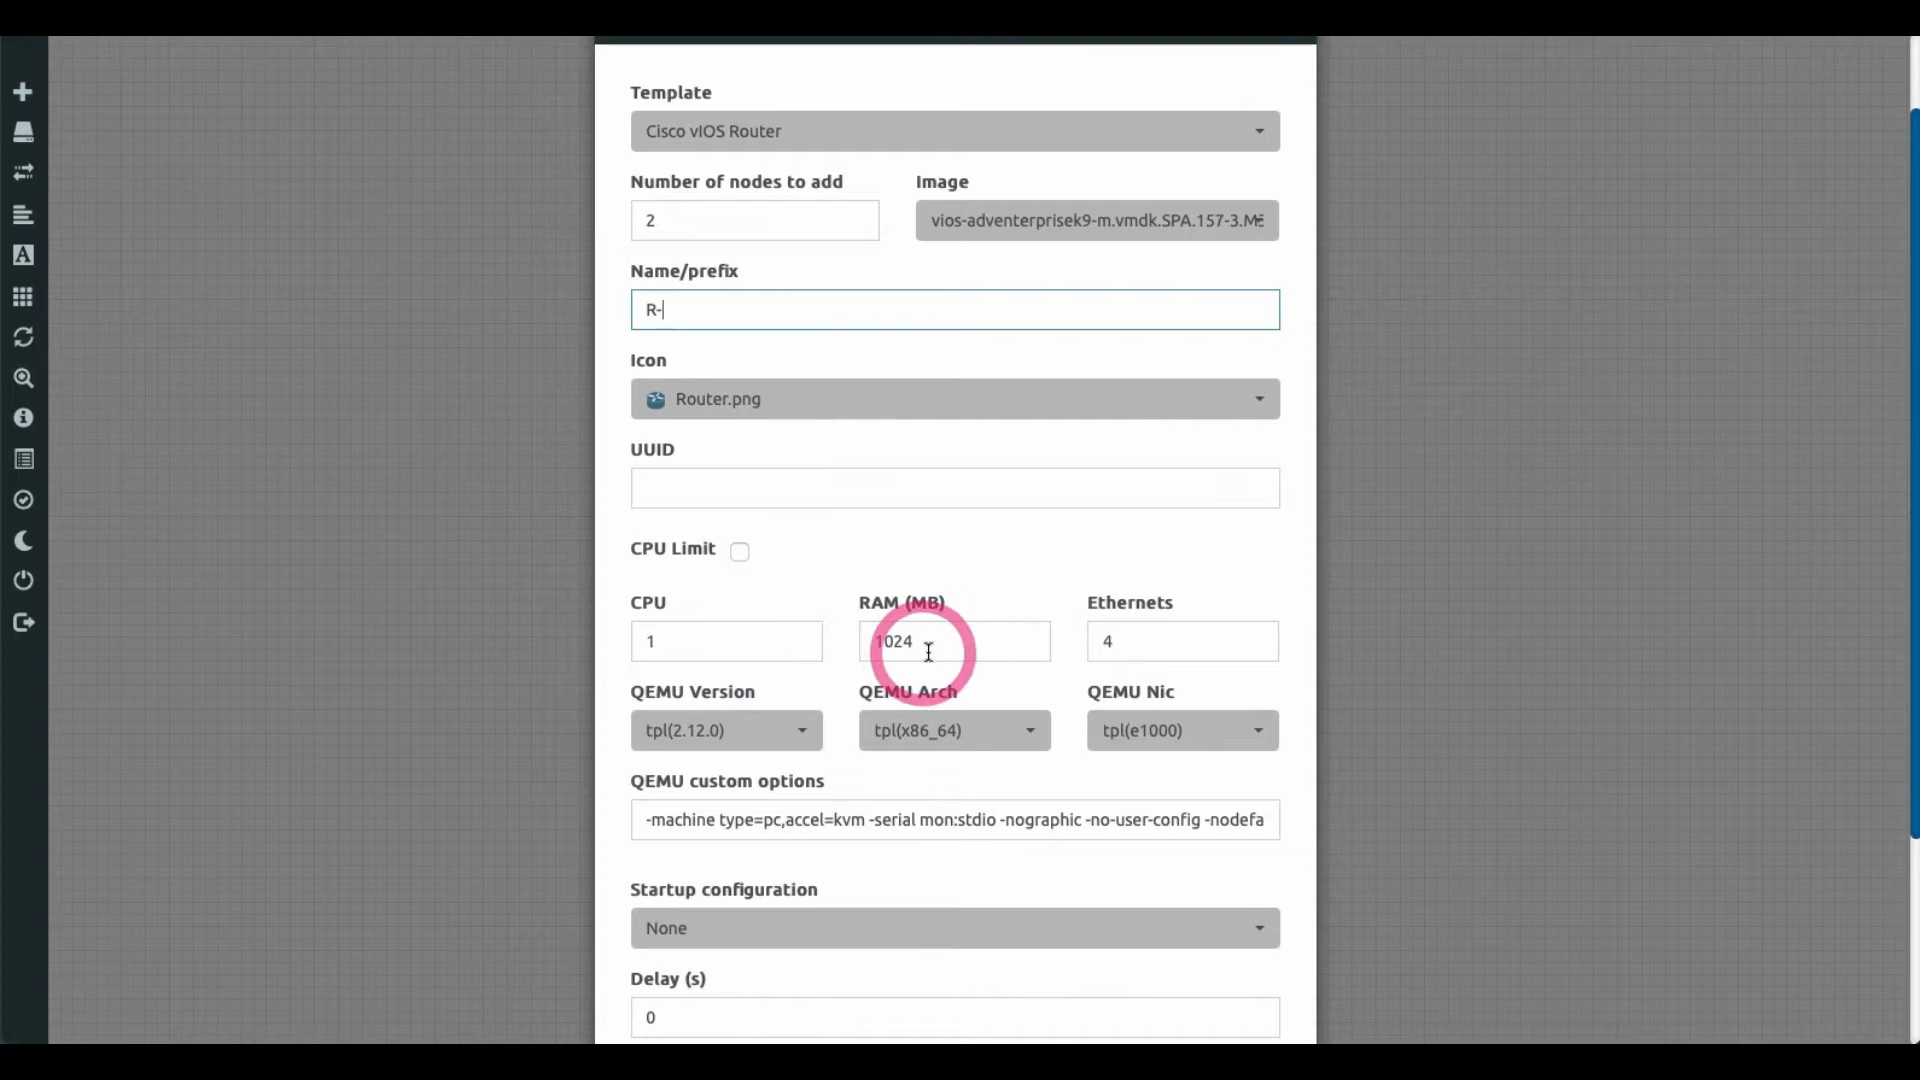 Template
Cisco vIOS Router
Number of nodes to add
Image
2
vios-adventerprisek9-m.vmdk.SPA.157-3.M
Name/prefix
R-
Icon
Router.png
UUID
CPU Limit
CPU
RAM (MB)
Ethernets
1
1024
4
QEMU Version
QEMU Arch
QEMU Nic
tpl(2.12.0)
tpl(x86_64)
tpl(e1000)
QEMU custom options
-machine type=pc,accel=kvm -serial mon:stdio -nographic -no-user-config -nodefa
Startup configuration
None
Delay (s)
0